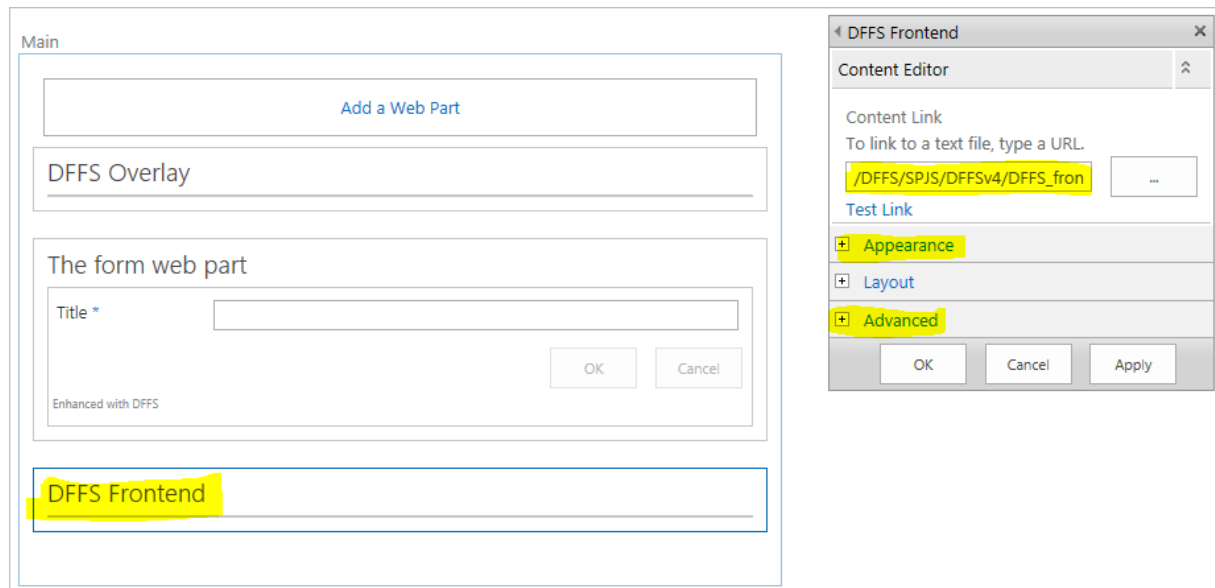 Main
Add a Web Part
DFFS Overlay
The form web part
Title *
OK Cancel
Enhanced with DFFS
DFFS Frontend
DFFS Frontend
Content Editor
Content Link
To link to a text file, type a URL.
/DFFS/SPJS/DFFSv4/DFFS_fron
...
Test Link
Appearance
Layout
Advanced
OK Cancel Apply